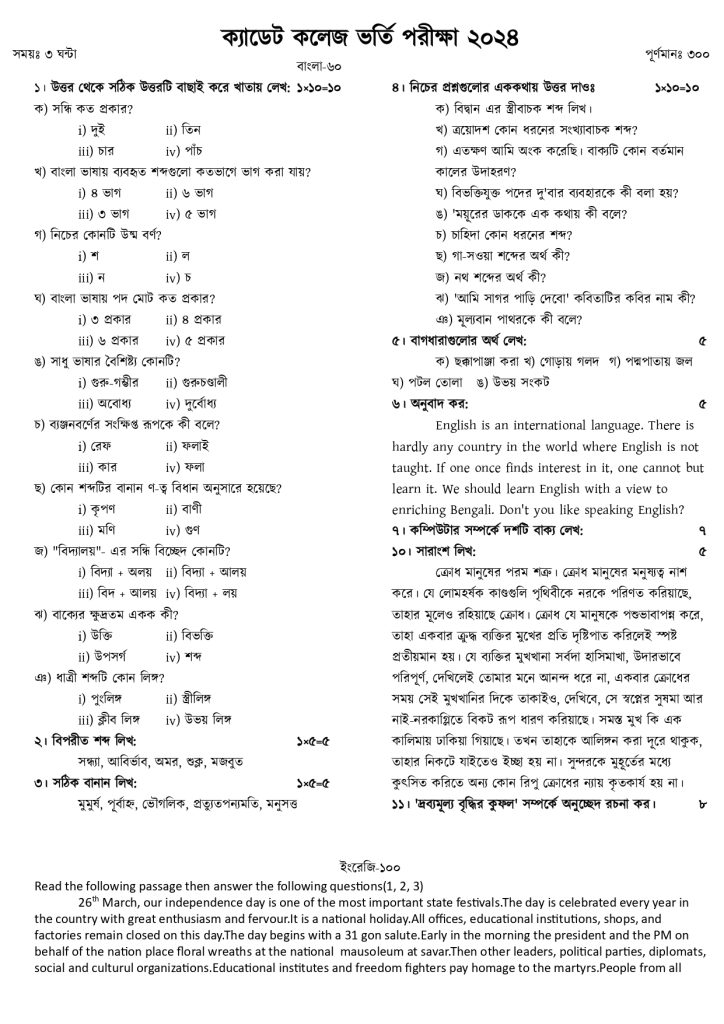 ক্যাডেট কলেজ ভর্তি পরীক্ষা ২০২৪
সময়ঃ ৩ ঘন্টা
পূর্ণমানঃ ৩০০
বাংলা-৬০
১। উত্তর থেকে সঠিক উত্তরটি বাছাই করে খাতায় লেখ: ১×১০=১০
ক) সন্ধি কত প্রকার?
i) দুই ii) তিন
iii) চার iv) পাঁচ
খ) বাংলা ভাষায় ব্যবহৃত শব্দগুলো কতভাগে ভাগ করা যায়?
i) ৪ ভাগ ii) ৬ ভাগ
iii) ৩ ভাগ iv) ৫ ভাগ
গ) নিচের কোনটি উষ্ম বর্ণ?
i) শ ii) ল
iii) ন iv) চ
ঘ) বাংলা ভাষায় পদ মোট কত প্রকার?
i) ৩ প্রকার ii) ৪ প্রকার
iii) ৬ প্রকার iv) ৫ প্রকার
ঙ) সাধু ভাষার বৈশিষ্ট্য কোনটি?
i) গুরু-গম্ভীর ii) গুরুচণ্ডালী
iii) অবোধ্য iv) দুর্বোধ্য
চ) ব্যঞ্জনবর্ণের সংক্ষিপ্ত রূপকে কী বলে?
i) রেফ ii) ফলাই
iii) কার iv) ফলা
ছ) কোন শব্দটির বানান ণ-ত্ব বিধান অনুসারে হয়েছে?
i) কৃপণ ii) বাণী
iii) মণি iv) গুণ
জ) "বিদ্যালয়"- এর সন্ধি বিচ্ছেদ কোনটি?
i) বিদ্যা + অলয় ii) বিদ্যা + আলয়
iii) বিদ + আলয় iv) বিদ্যা + লয়
ঝ) বাক্যের ক্ষুদ্রতম একক কী?
i) উক্তি ii) বিভক্তি
ii) উপসর্গ iv) শব্দ
ঞ) ধাত্রী শব্দটি কোন লিঙ্গ?
i) পুংলিঙ্গ ii) স্ত্রীলিঙ্গ
iii) ক্লীব লিঙ্গ iv) উভয় লিঙ্গ
২। বিপরীত শব্দ লিখ: ১×৫=৫
সন্ধ্যা, আবির্ভাব, অমর, শুক্ল, মজবুত
৩। সঠিক বানান লিখ: ১×৫=৫
মুমুর্ষ, পূর্বাহ্ন, ভৌগলিক, প্রত্যুতপন্যমতি, মনুসত্ত
৪। নিচের প্রশ্নগুলোর এককথায় উত্তর দাওঃ ১×১০=১০
ক) বিদ্বান এর স্ত্রীবাচক শব্দ লিখ।
খ) ত্রয়োদশ কোন ধরনের সংখ্যাবাচক শব্দ?
গ) এতক্ষণ আমি অংক করেছি। বাক্যটি কোন বর্তমান
কালের উদাহরণ?
ঘ) বিভক্তিযুক্ত পদের দু'বার ব্যবহারকে কী বলা হয়?
ঙ) 'ময়ূরের ডাককে এক কথায় কী বলে?
চ) চাহিদা কোন ধরনের শব্দ?
ছ) গা-সওয়া শব্দের অর্থ কী?
জ) নথ শব্দের অর্থ কী?
ঝ) 'আমি সাগর পাড়ি দেবো' কবিতাটির কবির নাম কী?
ঞ) মূল্যবান পাথরকে কী বলে?
৫। বাগধারাগুলোর অর্থ লেখ: ৫
ক) ছক্কাপাঞ্জা করা খ) গোড়ায় গলদ গ) পদ্মপাতায় জল
ঘ) পটল তোলা ঙ) উভয় সংকট
৬। অনুবাদ কর: ৫
English is an international language. There is
hardly any country in the world where English is not
taught. If one once finds interest in it, one cannot but
learn it. We should learn English with a view to
enriching Bengali. Don't you like speaking English?
৭। কম্পিউটার সম্পর্কে দশটি বাক্য লেখ: ৭
১০। সারাংশ লিখ: ৫
ক্রোধ মানুষের পরম শত্রু। ক্রোধ মানুষের মনুষ্যত্ব নাশ
করে। যে লোমহর্ষক কাণ্ডগুলি পৃথিবীকে নরকে পরিণত করিয়াছে,
তাহার মূলেও রহিয়াছে ক্রোধ। ক্রোধ যে মানুষকে পশুভাবাপন্ন করে,
তাহা একবার ক্রুদ্ধ ব্যক্তির মুখের প্রতি দৃষ্টিপাত করিলেই স্পষ্ট
প্রতীয়মান হয়। যে ব্যক্তির মুখখানা সর্বদা হাসিমাখা, উদারভাবে
পরিপূর্ণ, দেখিলেই তোমার মনে আনন্দ ধরে না, একবার ক্রোধের
সময় সেই মুখখানির দিকে তাকাইও, দেখিবে, সে স্বপ্নের সুষমা আর
নাই-নরকাগ্নিতে বিকট রূপ ধারণ করিয়াছে। সমস্ত মুখ কি এক
কালিমায় ঢাকিয়া গিয়াছে। তখন তাহাকে আলিঙ্গন করা দূরে থাকুক,
তাহার নিকটে যাইতেও ইচ্ছা হয় না। সুন্দরকে মুহূর্তের মধ্যে
কুৎসিত করিতে অন্য কোন রিপু ক্রোধের ন্যায় কৃতকার্য হয় না।
১১। 'দ্রব্যমূল্য বৃদ্ধির কুফল' সম্পর্কে অনুচ্ছেদ রচনা কর। ৮
ইংরেজি-১০০
Read the following passage then answer the following questions(1, 2, 3)
26th March, our independence day is one of the most important state festivals.The day is celebrated every year in
the country with great enthusiasm and fervour.It is a national holiday.All offices, educational institutions, shops, and
factories remain closed on this day.The day begins with a 31 gon salute.Early in the morning the president and the PM on
behalf of the nation place floral wreaths at the national mausoleum at savar.Then other leaders, political parties, diplomats,
social and culturul organizations.Educational institutes and freedom fighters pay homage to the martyrs.People from all